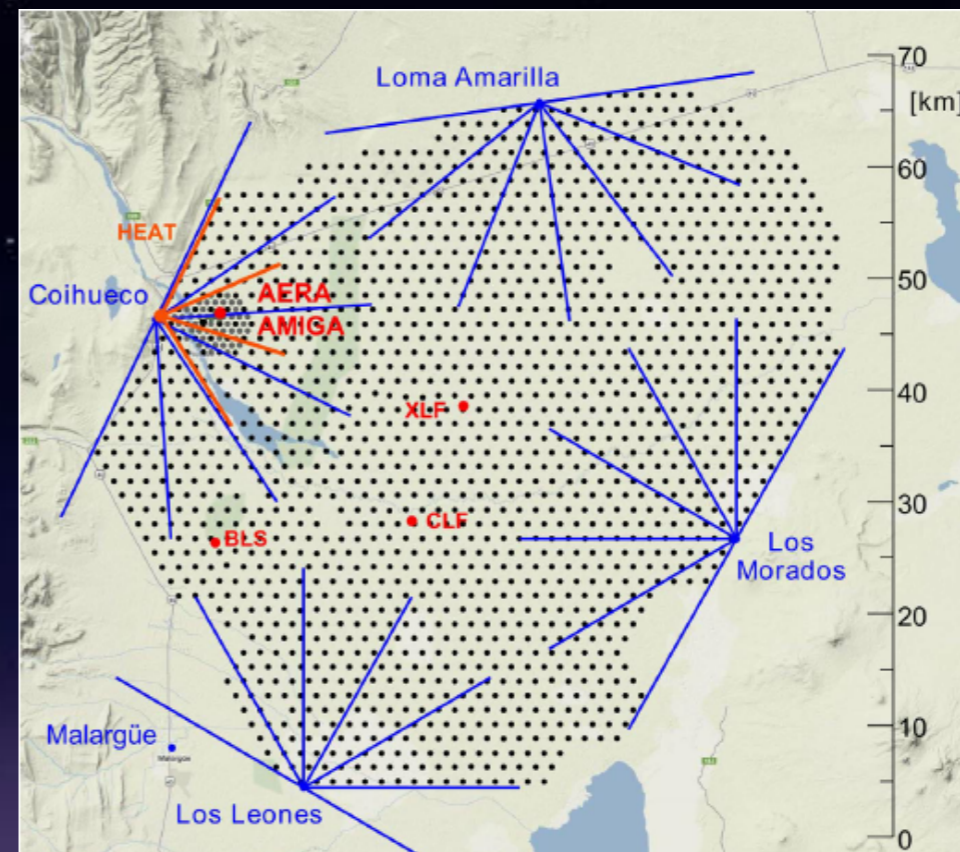 Loma Amarilla
70
[km]
60
HEAT
50
Coihueco
AERA
AMIGA
40
XLF
30
CLF
BLS
Los
Morados
20
10
Malargüe
Malargüe
Los Leones
0